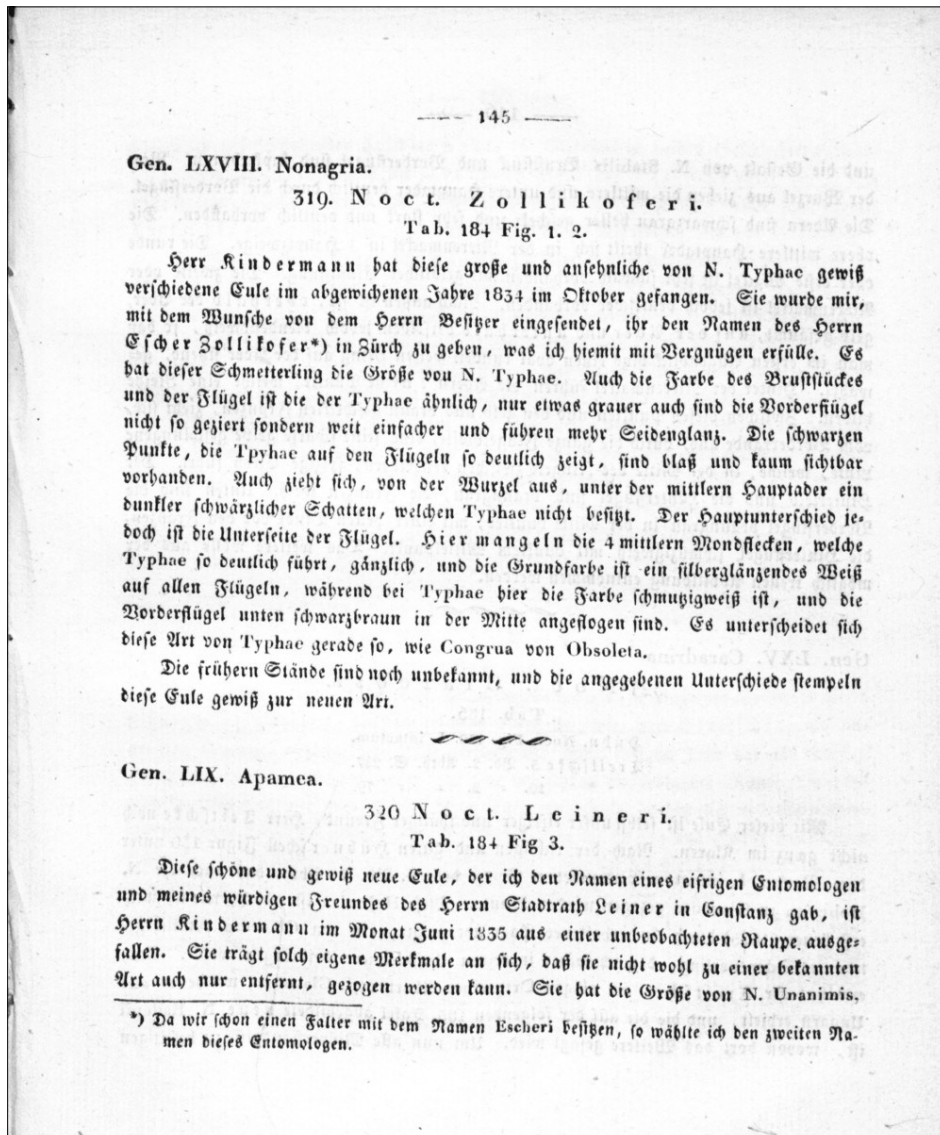 145
Gen. LXVIII. Nonagria.
319. Noct. Zollikoferi.
Tab. 184 Fig. 1. 2.
Herr Kindermann hat diese große und ansehnliche von N. Typhae gewiß
verschiedene Eule im abgewichenen Jahre 1834 im Oktober gefangen. Sie wurde mir,
mit dem Wunsche von dem Herrn Besitzer eingesendet, ihr den Namen des Herrn
Escher Zollikofer*) in Zürch zu geben, was ich hiemit mit Vergnügen erfülle. Es
hat dieser Schmetterling die Größe von N. Typhae. Auch die Farbe des Bruststückes
und der Flügel ist die der Typhae ähnlich, nur etwas grauer auch sind die Vorderflügel
nicht so geziert sondern weit einfacher und führen mehr Seidenglanz. Die schwarzen
Punkte, die Tpyhae auf den Flügeln so deutlich zeigt, sind blaß und kaum sichtbar
vorhanden. Auch zieht sich, von der Wurzel aus, unter der mittlern Hauptader ein
dunkler schwärzlicher Schatten, welchen Typhae nicht besitzt. Der Hauptunterschied je-
doch ist die Unterseite der Flügel. Hier mangeln die 4 mittlern Mondflecken, welche
Typhae so deutlich führt, gänzlich, und die Grundfarbe ist ein silberglänzendes Weiß
auf allen Flügeln, während bei Typhae hier die Farbe schmutzigweiß ist, und die
Vorderflügel unten schwarzbraun in der Mitte angeflogen sind. Es unterscheidet sich
diese Art von Typhae gerade so, wie Congrua von Obsoleta.
Die frühern Stände sind noch unbekannt, und die angegebenen Unterschiede stempeln
diese Eule gewiß zur neuen Art.
Gen. LIX. Apamea.
320 Noct. Leineri.
Tab. 184 Fig 3.
Diese schöne und gewiß neue Eule, der ich den Namen eines eifrigen Entomologen
und meines würdigen Freundes des Herrn Stadtrath Leiner in Constanz gab, ist
Herrn Kindermann im Monat Juni 1835 aus einer unbeobachteten Raupe ausge-
fallen. Sie trägt solch eigene Merkmale an sich, daß sie nicht wohl zu einer bekannten
Art auch nur entfernt, gezogen werden kann. Sie hat die Größe von N. Unanimis,
*) Da wir schon einen Falter mit dem Namen Escheri besitzen, so wählte ich den zweiten Na-
men dieses Entomologen.